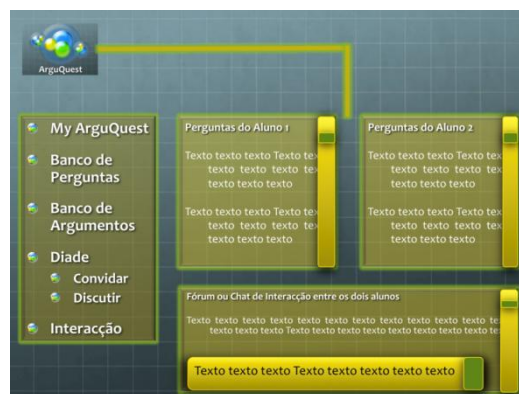 ArguQuest
My ArguQuest
Banco de
Perguntas
Banco de
Argumentos
Diade
Convidar
Discutir
Interacção
Perguntas do Aluno 1
Texto texto texto Texto tex
texto texto texto tex
texto texto texto
Texto texto texto Texto tex
texto texto texto tex
texto texto texto
Perguntas do Aluno 2
Texto texto texto Texto tex
texto texto texto tex
texto texto texto
Texto texto texto Texto tex
texto texto texto tex
texto texto texto
Fórum ou Chat de Interacção entre os dois alunos
Texto texto texto texto texto texto texto texto te
texto texto texto Texto texto texto texto texto texto te
Texto texto texto Texto texto texto texto texto